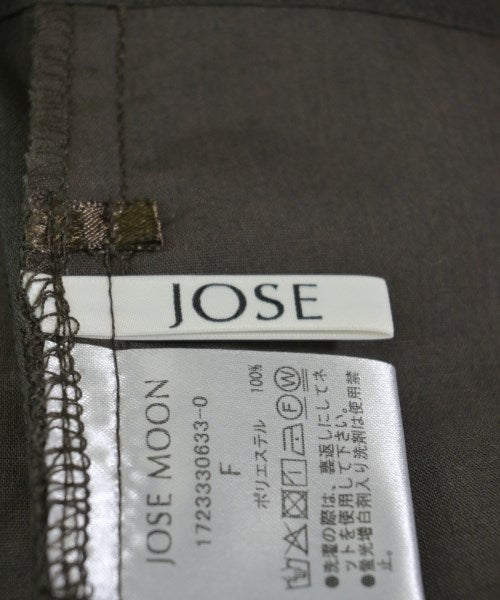 JOSE
JOSE MOON
1723330633-0
F
ポリエステル 100%
●洗濯の際は、裏返しにしてネ
ットを使用して下さい。
●蛍光増白剤入り洗剤は使用禁
止。